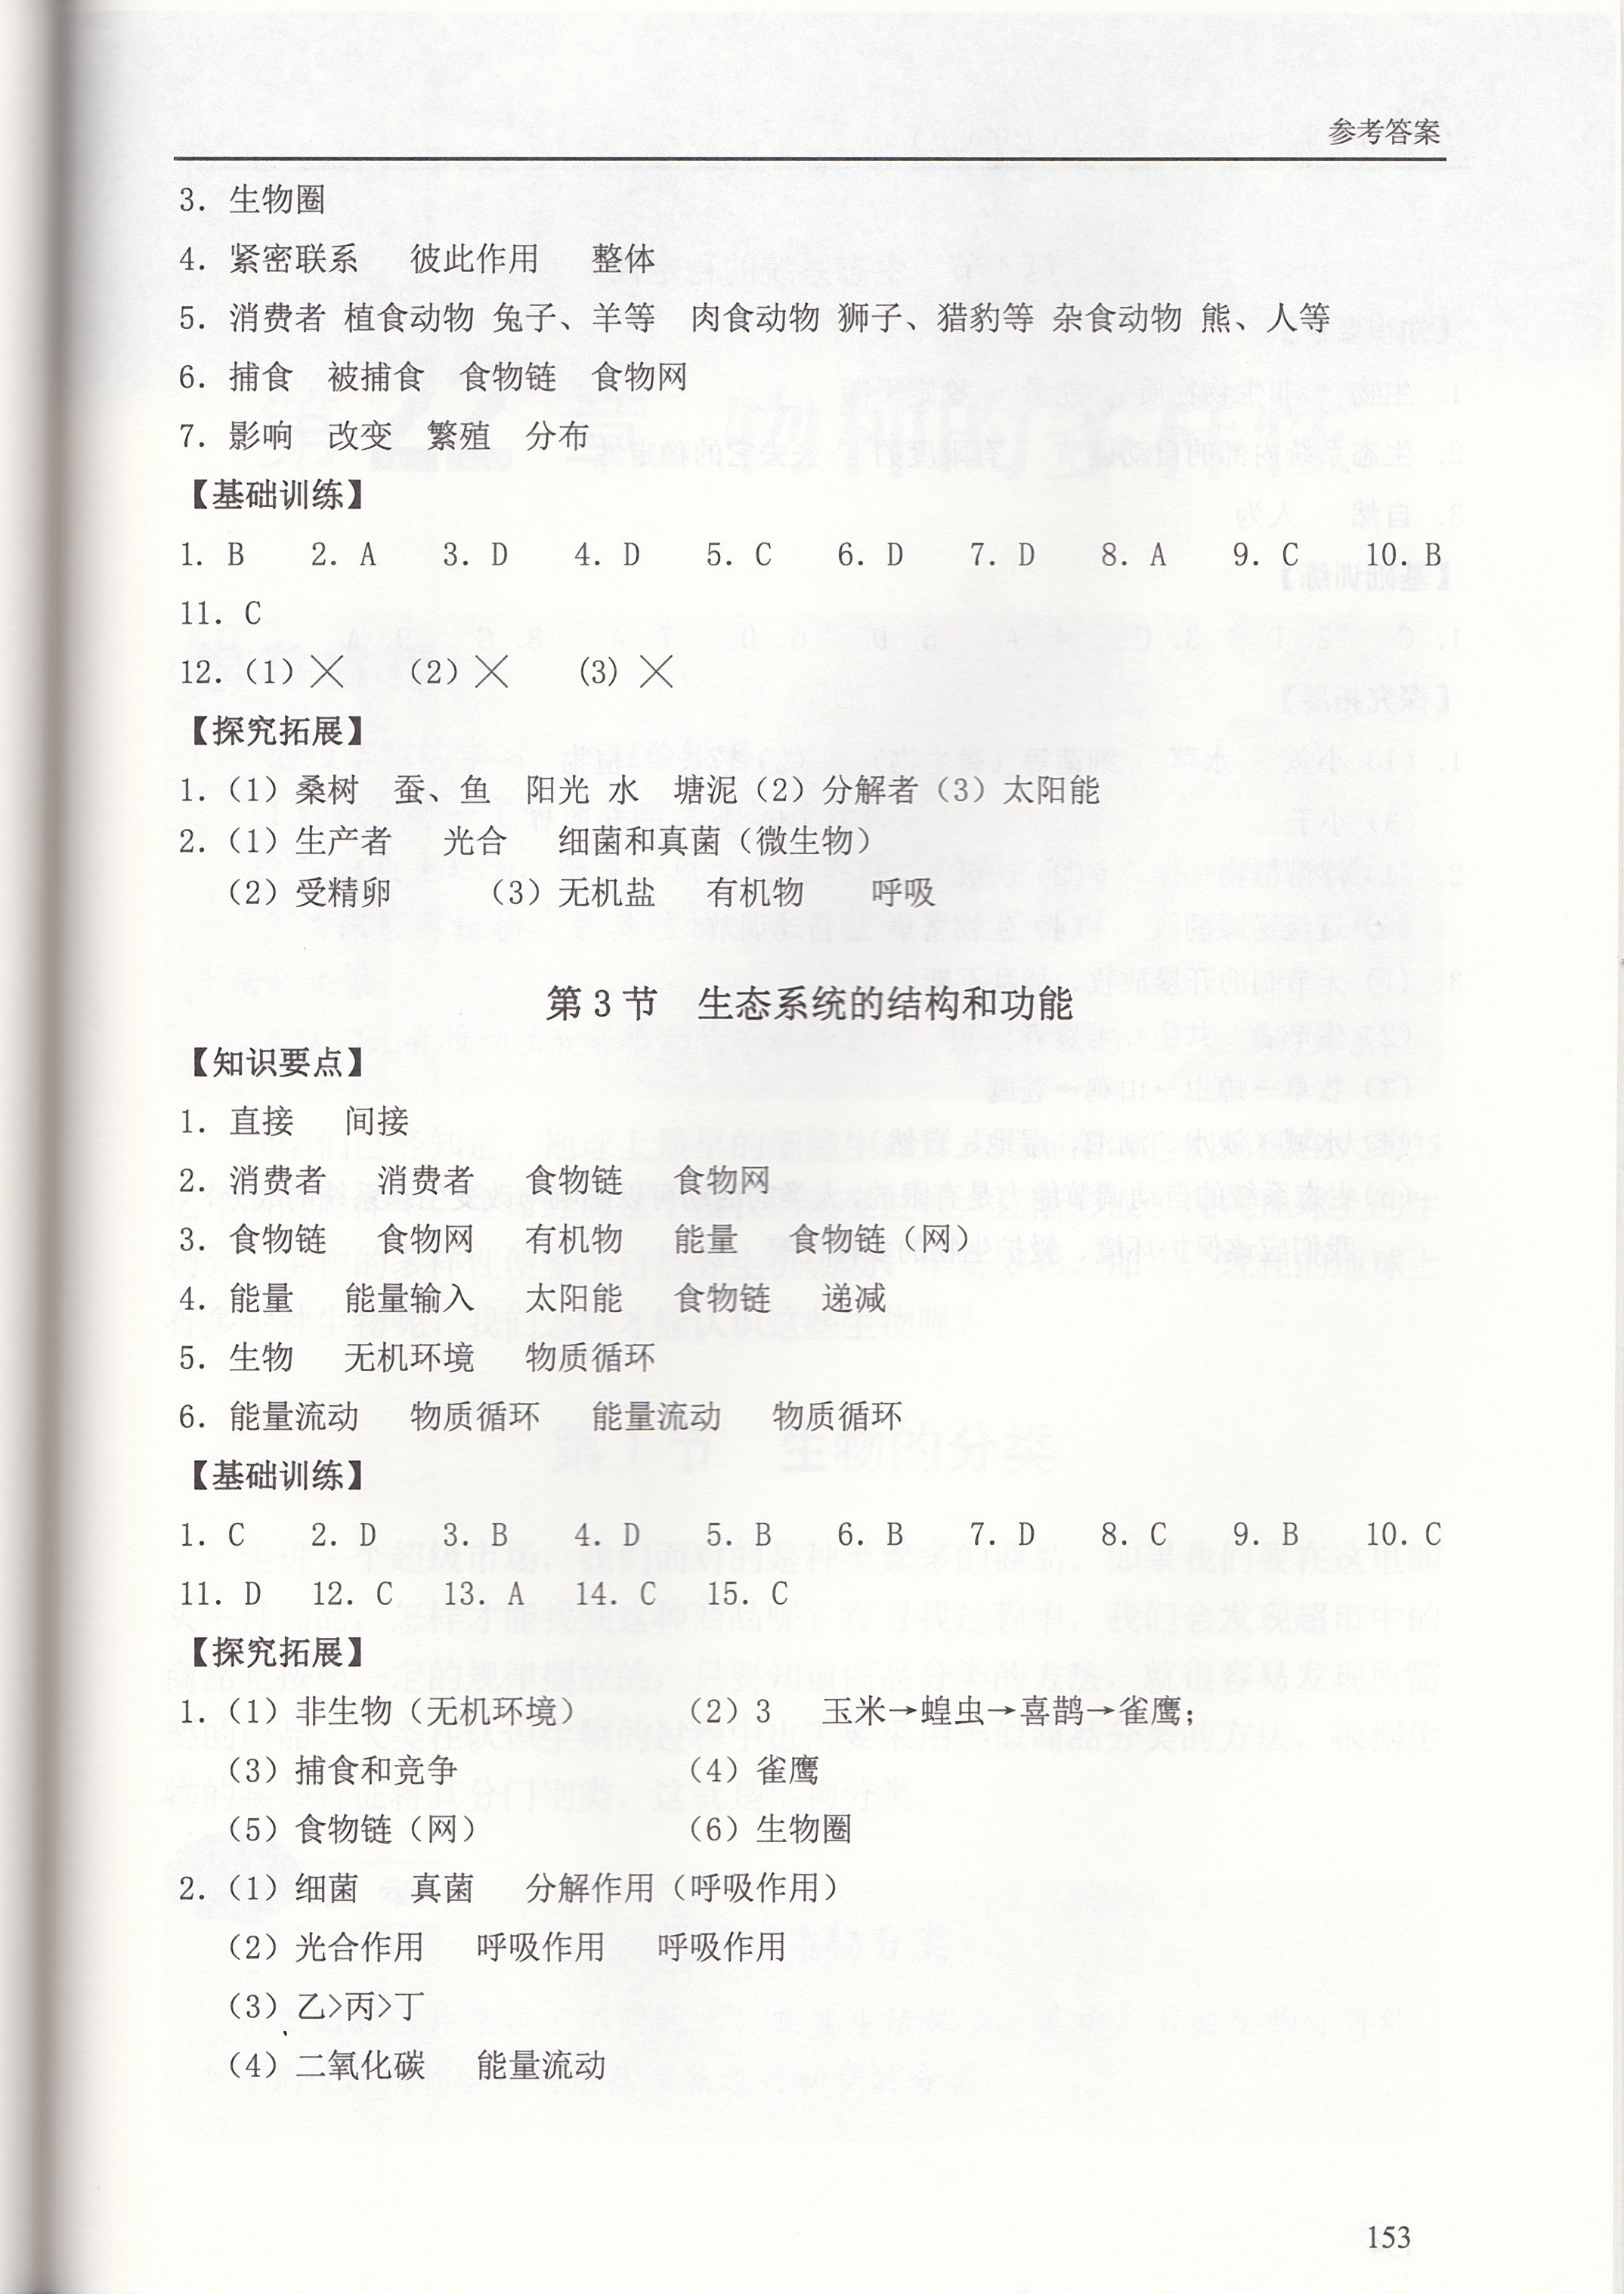 参考答案
3. 生物圈
4. 紧密联系 彼此作用 整体
5. 消费者 植食动物 兔子、羊等 肉食动物 狮子、猎豹等 杂食动物 熊、人等
6. 捕食 被捕食 食物链 食物网
7. 影响 改变 繁殖 分布
【基础训练】
1. B 2. A 3. D 4. D 5. C 6. D 7. D 8. A 9. C 10. B
11. C
12.(1)╳ (2)╳ (3)╳
【探究拓展】
1.(1)桑树 蚕、鱼 阳光 水 塘泥(2)分解者(3)太阳能
2.(1)生产者 光合 细菌和真菌(微生物)
(2)受精卵 (3)无机盐 有机物 呼吸
第 3 节 生态系统的结构和功能
【知识要点】
1. 直接 间接
2. 消费者 消费者 食物链 食物网
3. 食物链 食物网 有机物 能量 食物链(网)
4. 能量 能量输入 太阳能 食物链 递减
5. 生物 无机环境 物质循环
6. 能量流动 物质循环 能量流动 物质循环
【基础训练】
1. C 2. D 3. B 4. D 5. B 6. B 7. D 8. C 9. B 10. C
11. D 12. C 13. A 14. C 15. C
【探究拓展】
1.(1)非生物(无机环境) (2)3 玉米→蝗虫→喜鹊→雀鹰;
(3)捕食和竞争 (4)雀鹰
(5)食物链(网) (6)生物圈
2.(1)细菌 真菌 分解作用(呼吸作用)
(2)光合作用 呼吸作用 呼吸作用
(3)乙>丙>丁
(4)二氧化碳 能量流动
153